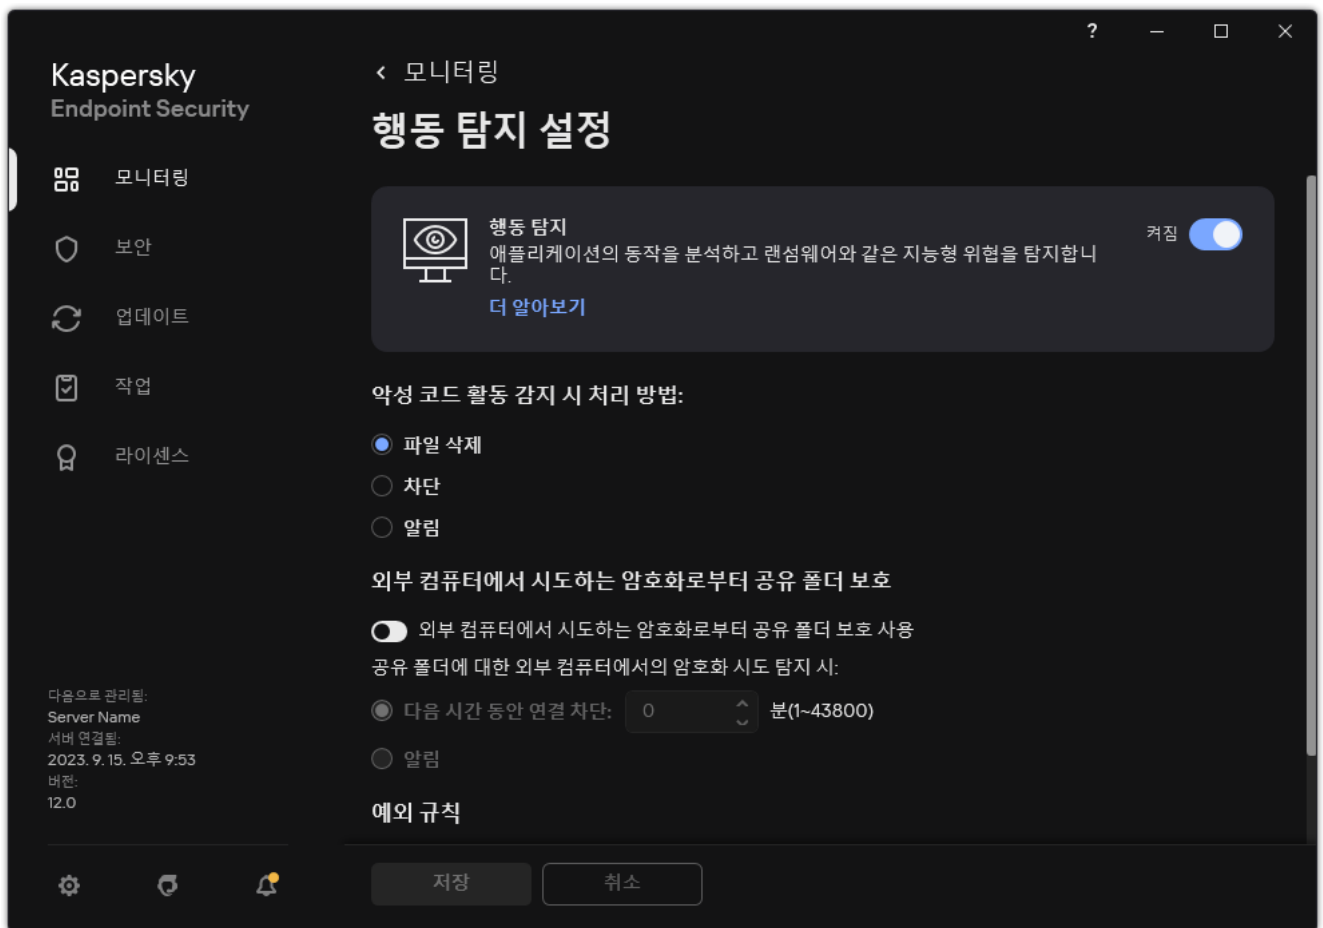 ?
Kaspersky
Endpoint Security
모니터링
보안
업데이트
작업
라이센스
다음으로 관리됨:
Server Name
서버 연결됨:
2023. 9. 15. 오후 9:53
버전:
12.0
모니터링
행동 탐지 설정
행동 탐지
애플리케이션의 동작을 분석하고 랜섬웨어와 같은 지능형 위협을 탐지합니
다.
더 알아보기
켜짐
악성 코드 활동 감지 시 처리 방법:
파일 삭제
차단
알림
외부 컴퓨터에서 시도하는 암호화로부터 공유 폴더 보호
외부 컴퓨터에서 시도하는 암호화로부터 공유 폴더 보호 사용
공유 폴더에 대한 외부 컴퓨터에서의 암호화 시도 탐지 시:
다음 시간 동안 연결 차단: 0 분(1~43800)
알림
예외 규칙
저장
취소